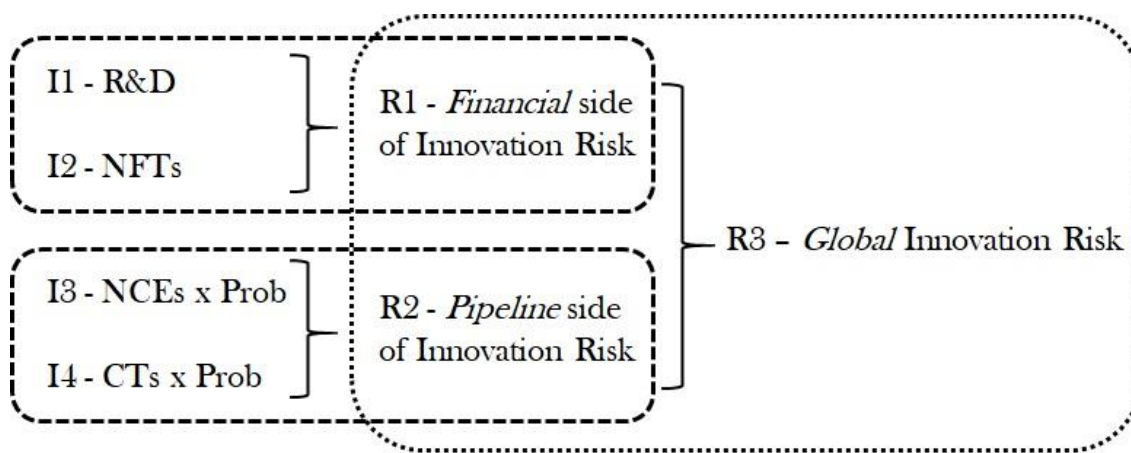 I1 - R&D
I2 - NFTs
R1 - Financial side
of Innovation Risk
I3 - NCEs x Prob
I4 - CTs x Prob
R2 - Pipeline side
of Innovation Risk
R3 – Global Innovation Risk